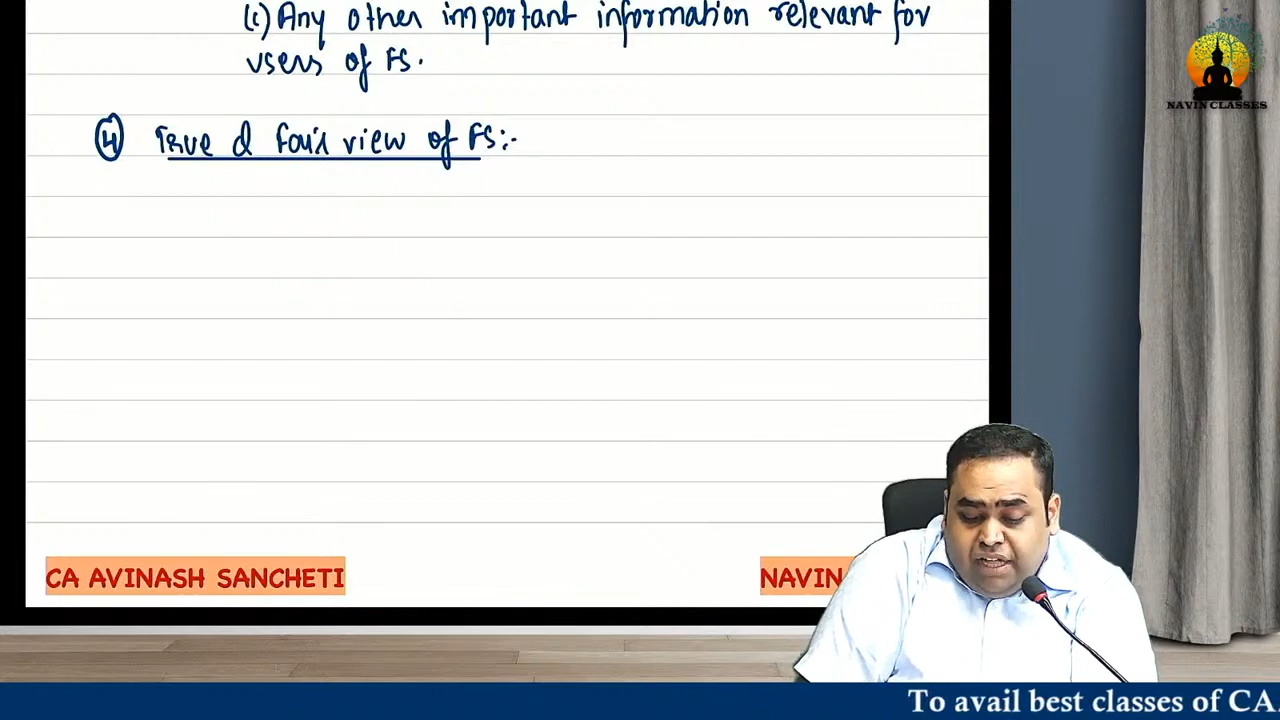 (c) Any other important information relevant for
users of FS.
NAVIN CLASSES
4 True & Fair view of FS:-
CA AVINASH SANCHETI
NAVIN
To avail best classes of CA.